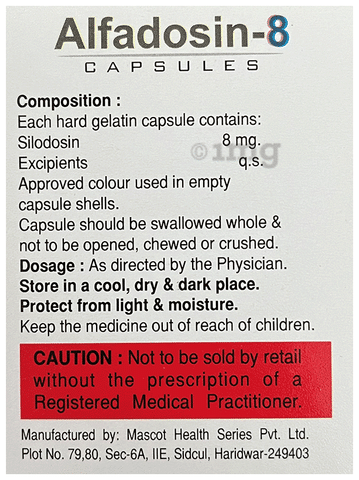 Alfadosin-8
CAPSULES
Composition :
Each hard gelatin capsule contains:
Silodosin 8 mg.
Excipients q.s.
©1mg
Approved colour used in empty
capsule shells.
Capsule should be swallowed whole &
not to be opened, chewed or crushed.
Dosage : As directed by the Physician.
Store in a cool, dry & dark place.
Protect from light & moisture.
Keep the medicine out of reach of children.
CAUTION : Not to be sold by retail
without the prescription of a
Registered Medical Practitioner.
Manufactured by: Mascot Health Series Pvt. Ltd.
Plot No. 79,80, Sec-6A, IIE, Sidcul, Haridwar-249403